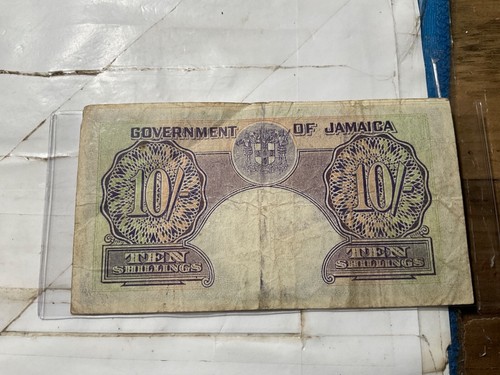 GOVERNMENT OF JAMAICA
10/- 10/-
TEN SHILLINGS
TEN SHILLINGS